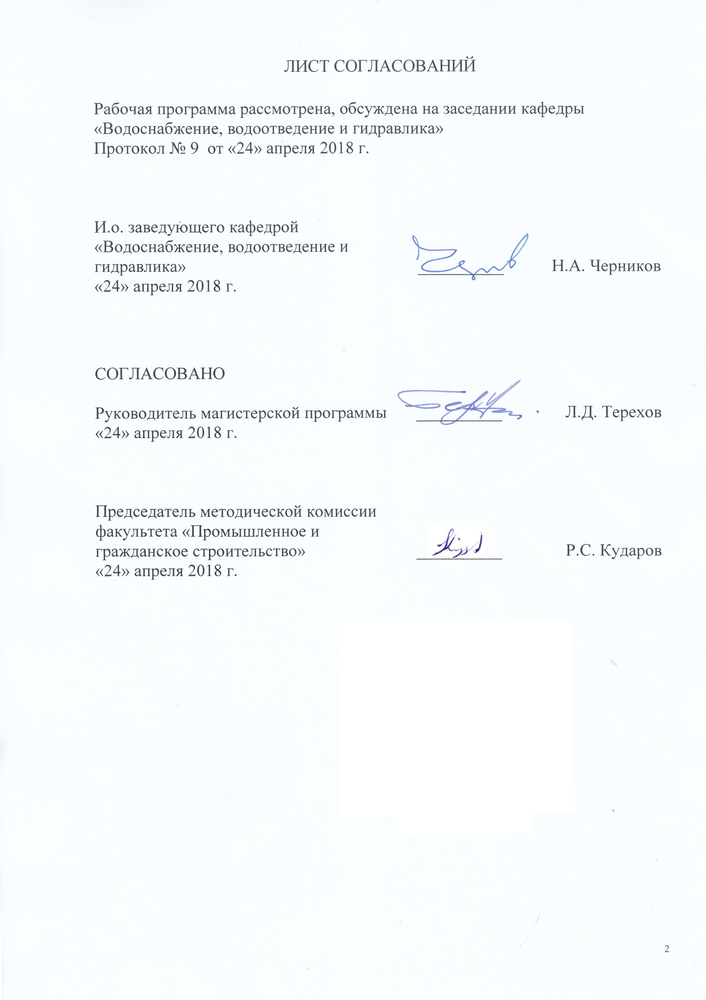 ЛИСТ СОГЛАСОВАНИЙ
Рабочая программа рассмотрена, обсуждена на заседании кафедры
«Водоснабжение, водоотведение и гидравлика»
Протокол № 9 от «24» апреля 2018 г.
И.о. заведующего кафедрой
«Водоснабжение, водоотведение и
гидравлика» Н.А. Черников
«24» апреля 2018 г.
СОГЛАСОВАНО
Руководитель магистерской программы Л.Д. Терехов
«24» апреля 2018 г.
Председатель методической комиссии
факультета «Промышленное и
гражданское строительство» Р.С. Кударов
«24» апреля 2018 г.
2